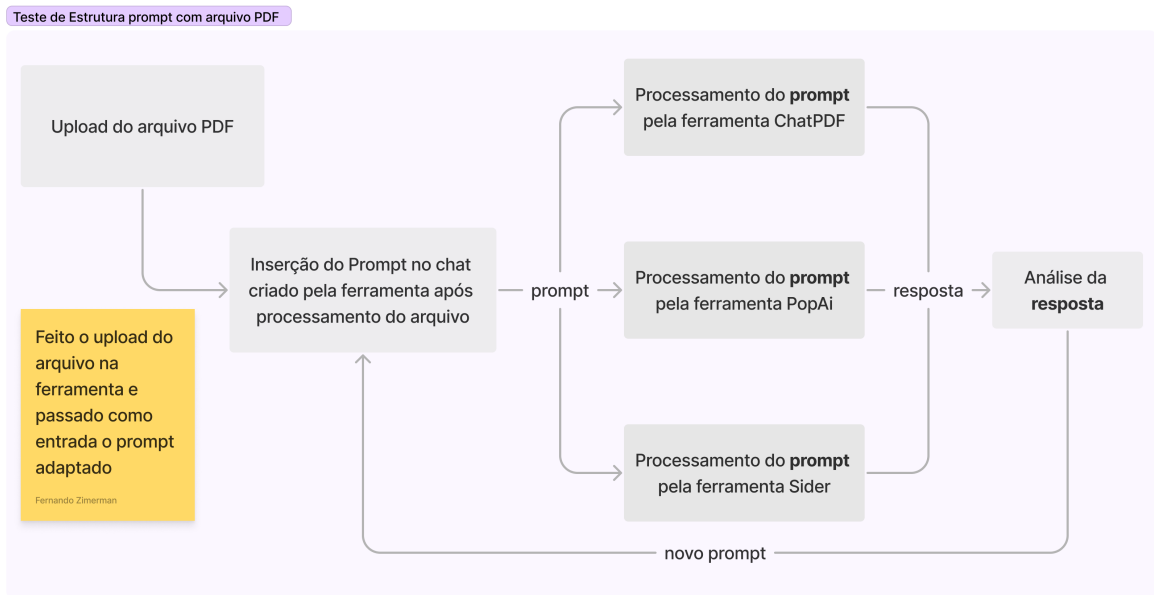 Teste de Estrutura prompt com arquivo PDF
Upload do arquivo PDF
Inserção do Prompt no chat
criado pela ferramenta após
processamento do arquivo
Feito o upload do
arquivo na
ferramenta e
passado como
entrada o prompt
adaptado
Fernando Zimerman
prompt
Processamento do prompt
pela ferramenta ChatPDF
Processamento do prompt
pela ferramenta PopAi
Processamento do prompt
pela ferramenta Sider
resposta
Análise da
resposta
novo prompt